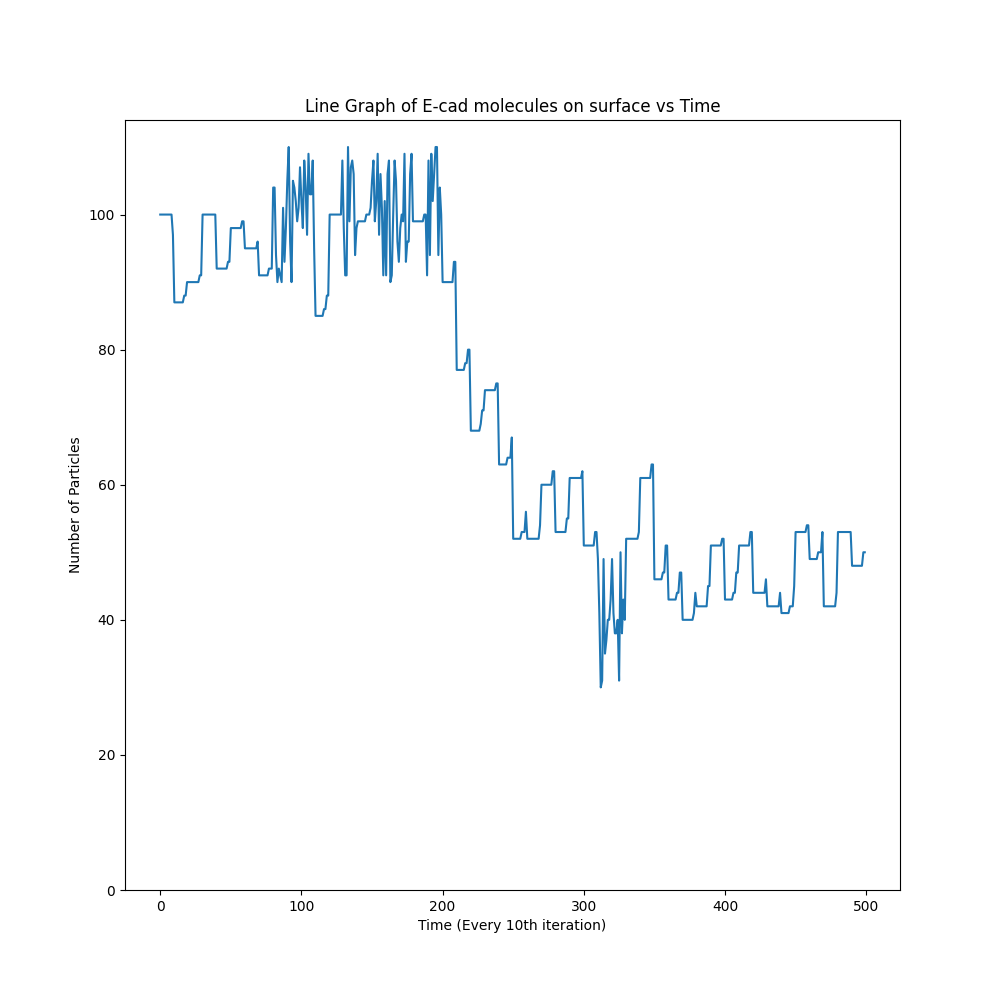 Line Graph of E-cad molecules on surface vs Time
100
80
60
40
20
0
Number of Particles
0 100 200 300 400 500
Time (Every 10th iteration)